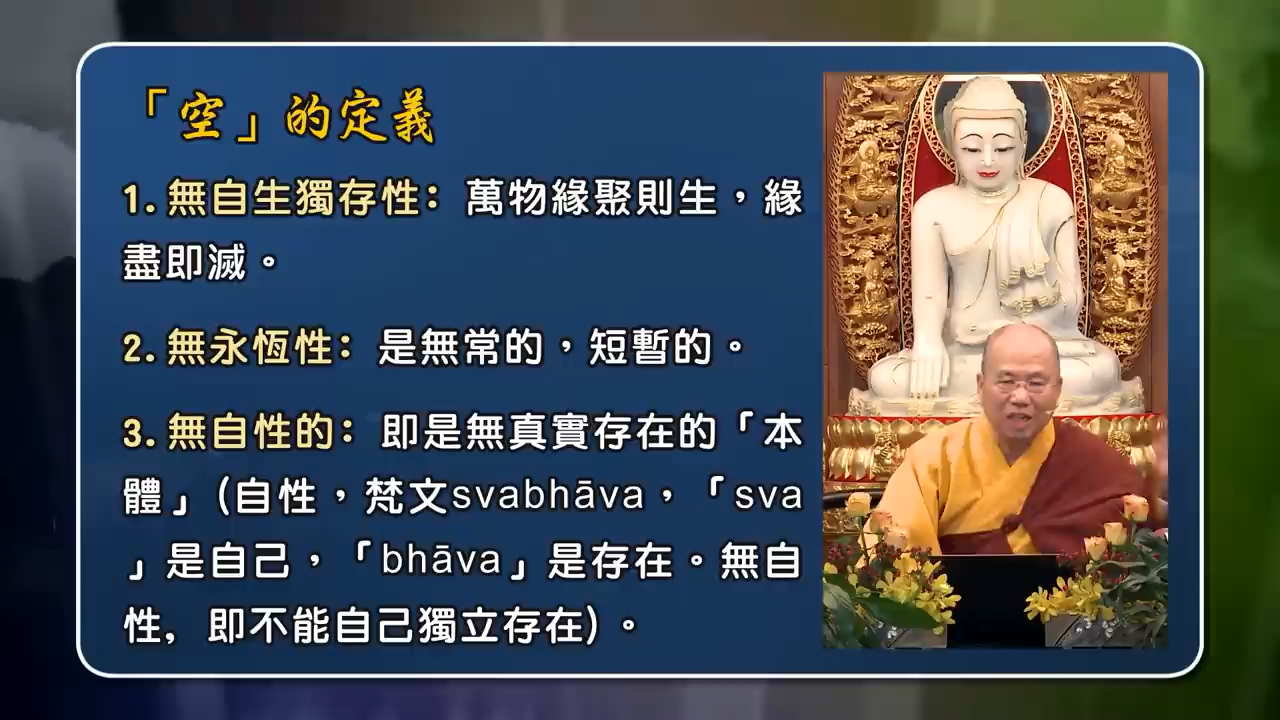 「空」的定義
1. 無自生獨存性：萬物緣聚則生，緣
盡即滅。
2. 無永恆性：是無常的，短暫的。
3. 無自性的：即是無真實存在的「本
體」(自性，梵文svabhāva，「sva
」是自己，「bhāva」是存在。無自
性，即不能自己獨立存在)。